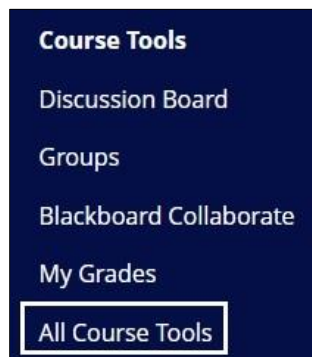 Course Tools
Discussion Board
Groups
Blackboard Collaborate
My Grades
All Course Tools